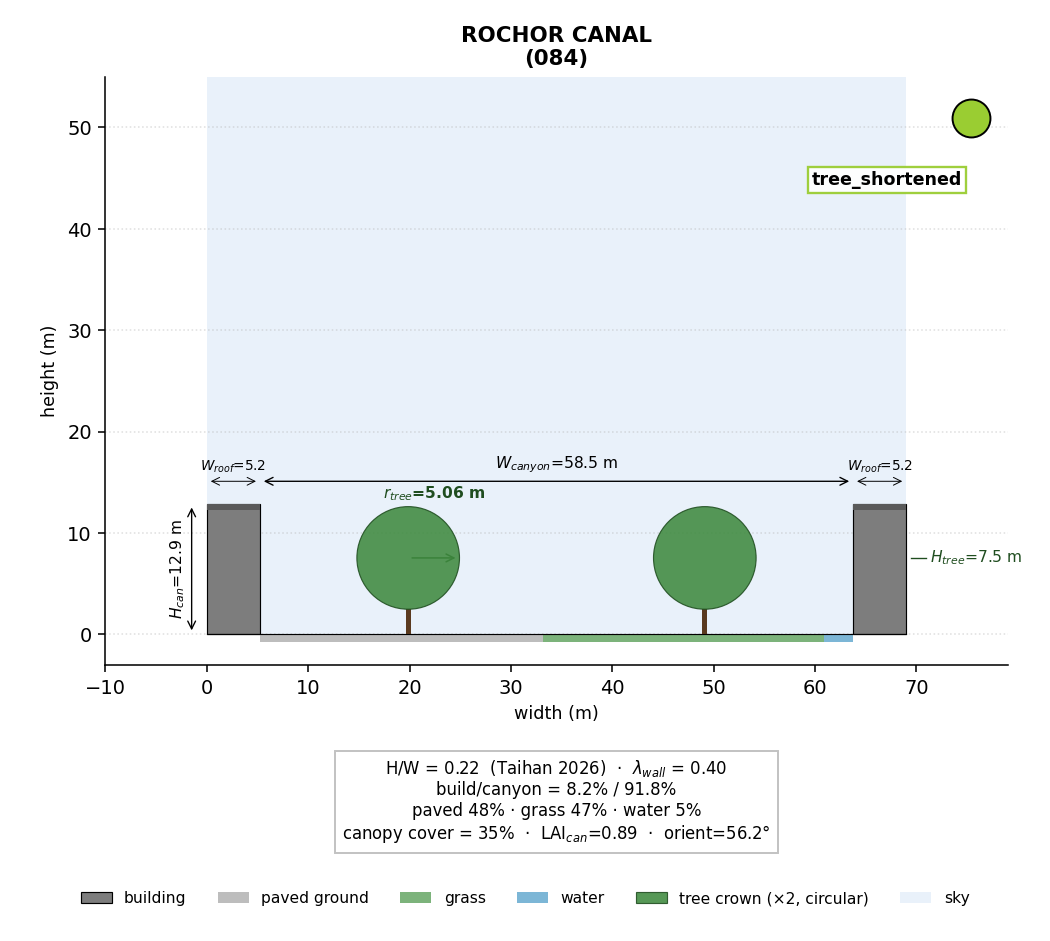 ROCHOR CANAL
(084)
50
40
30
20
10
0
height (m)
tree_shortened
W_roof=5.2
W_canyon=58.5 m
W_roof=5.2
r_tree=5.06 m
H_can=12.9 m
H_tree=7.5 m
−10 0 10 20 30 40 50 60 70
width (m)
H/W = 0.22 (Taihan 2026) · λ_wall = 0.40
build/canyon = 8.2% / 91.8%
paved 48% · grass 47% · water 5%
canopy cover = 35% · LAI_can=0.89 · orient=56.2°
building paved ground grass water tree crown (×2, circular) sky